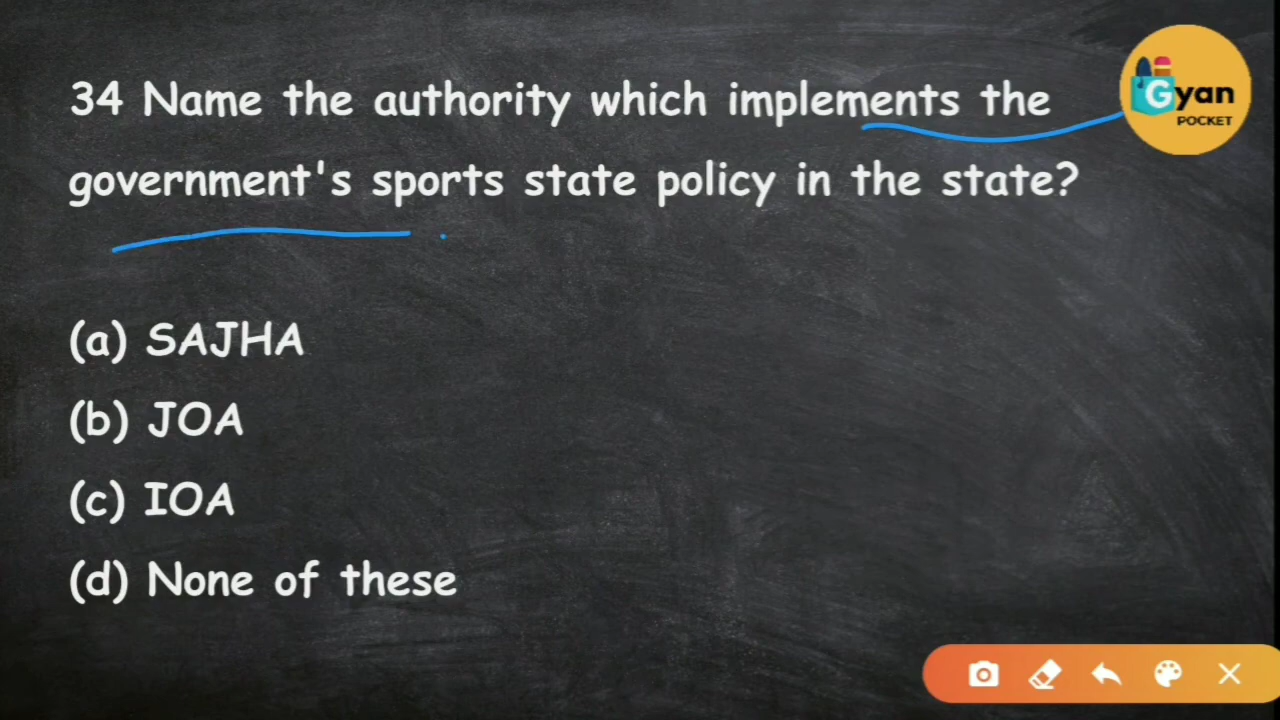 34 Name the authority which implements the
Gyan
POCKET
government's sports state policy in the state?
(a) SAJHA
(b) JOA
(c) IOA
(d) None of these